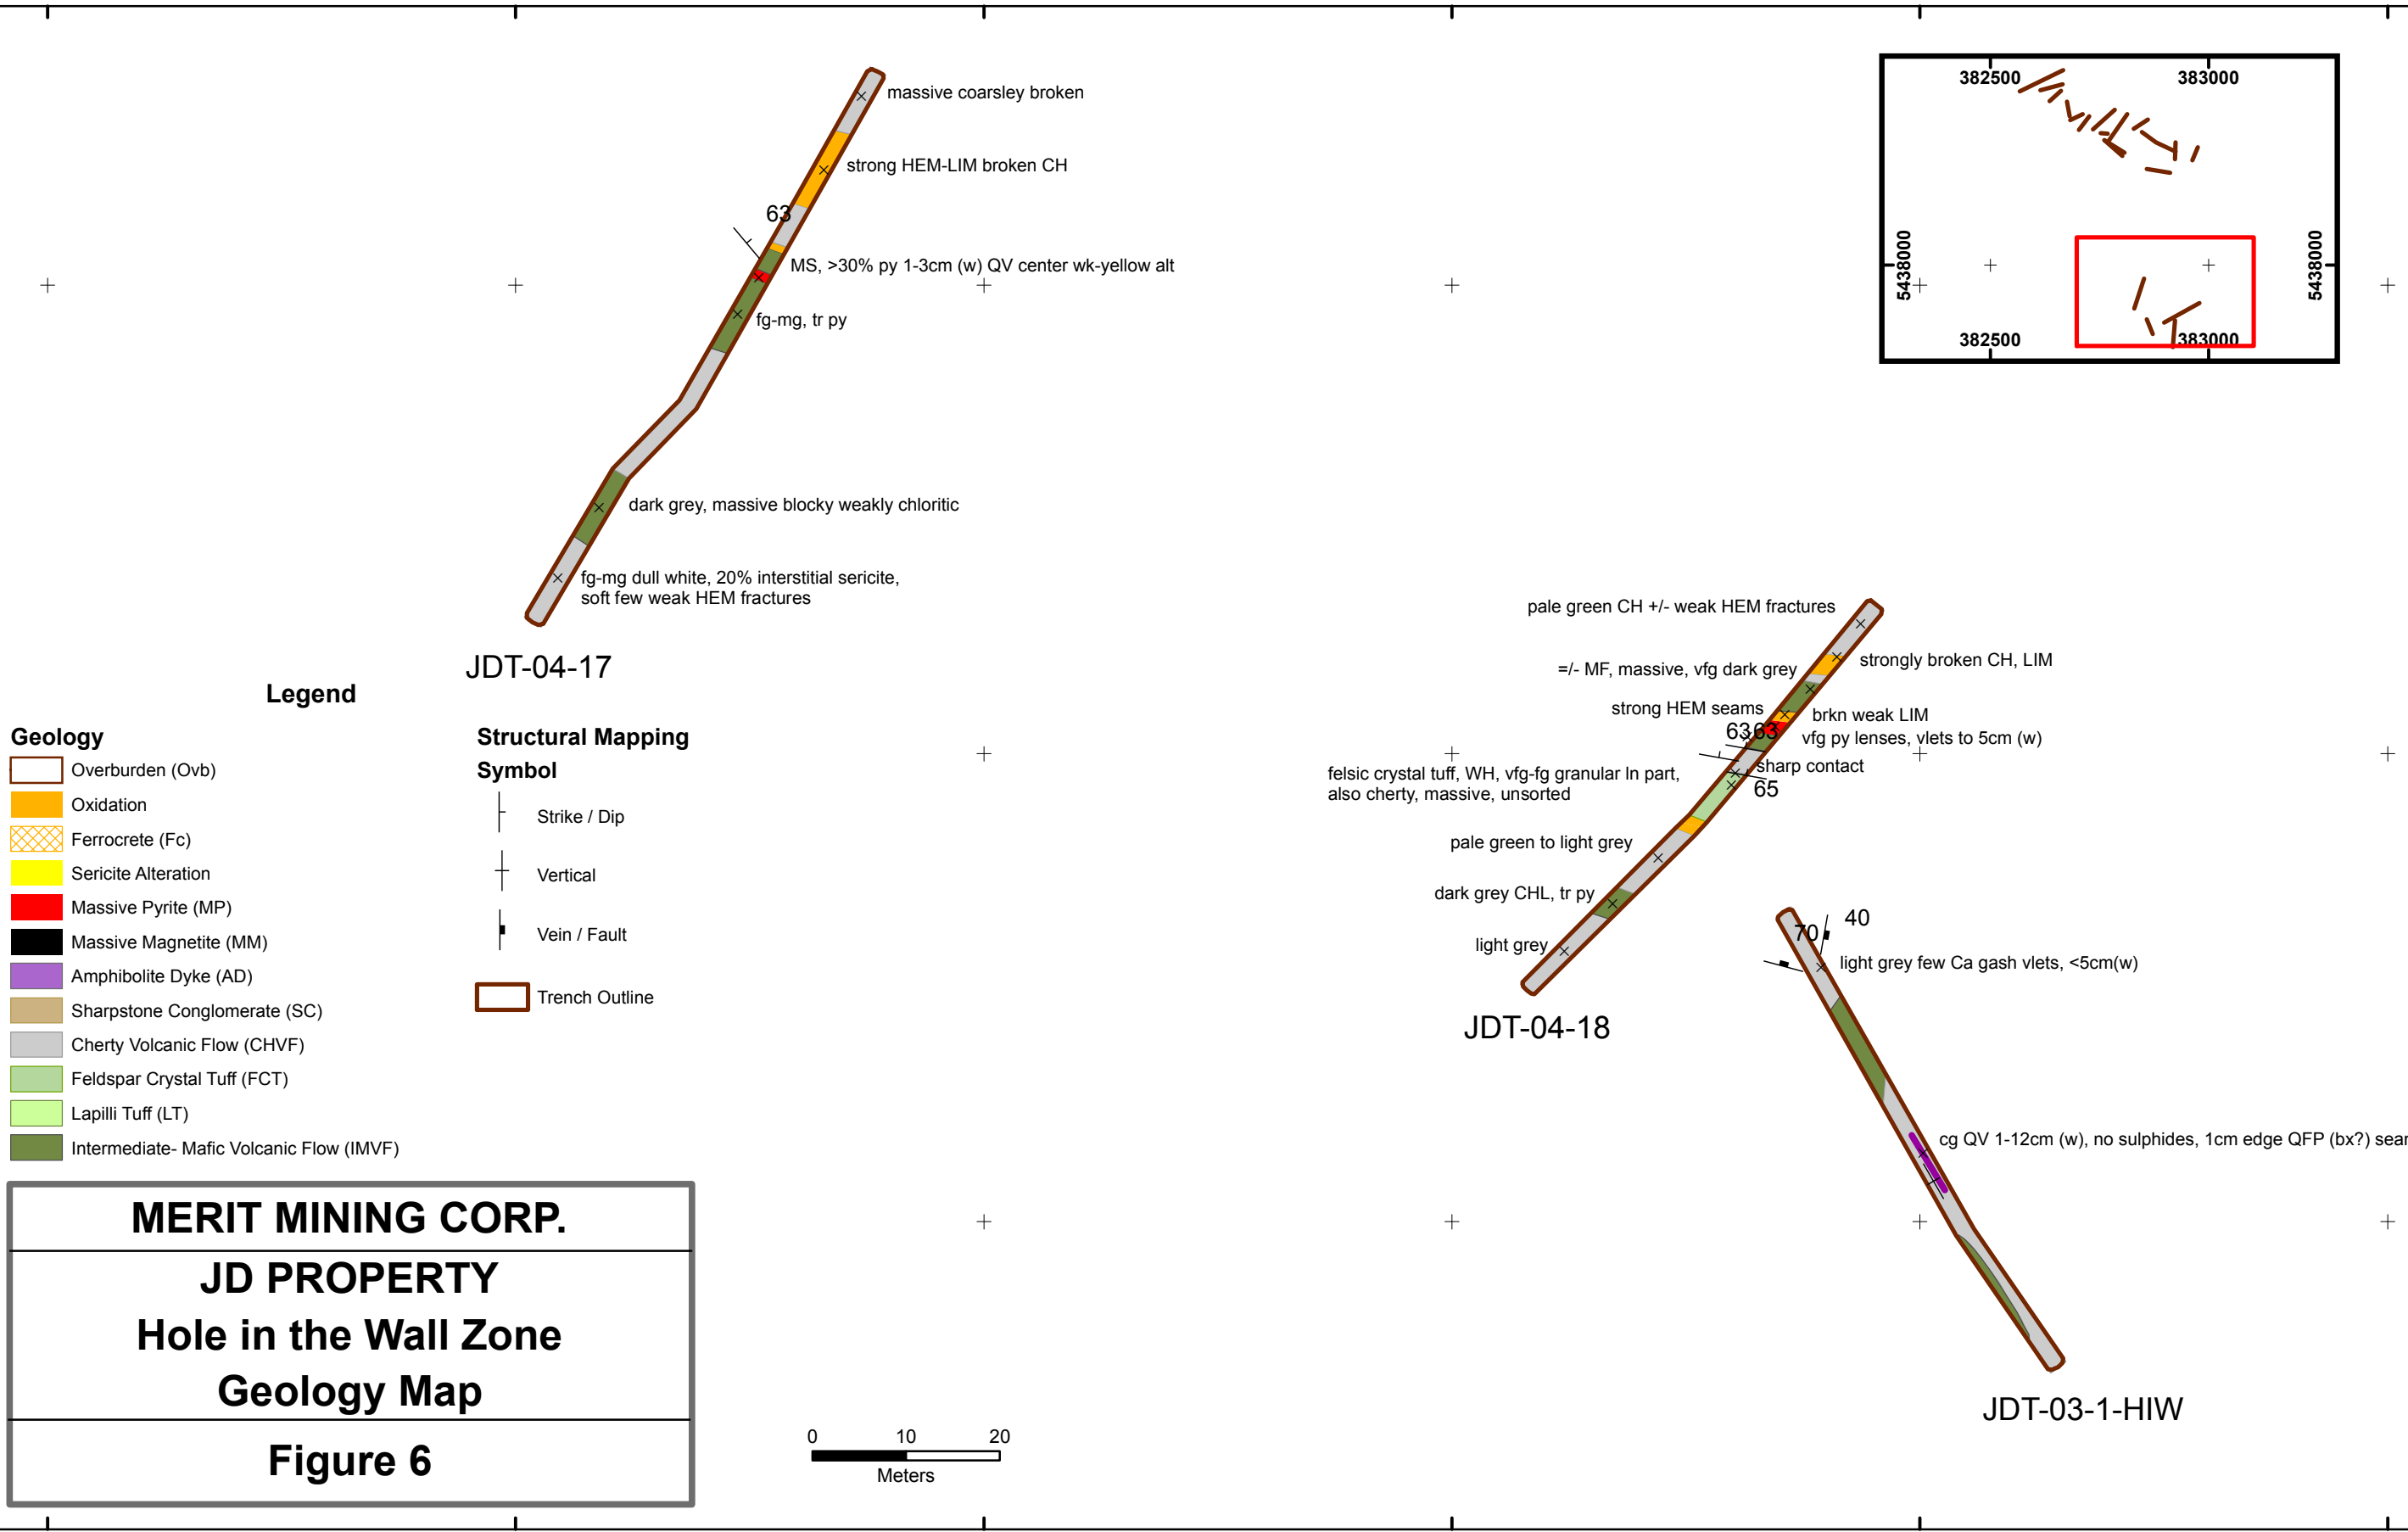 massive coarsley broken
strong HEM-LIM broken CH
63
MS, >30% py 1-3cm (w) QV center wk-yellow alt
fg-mg, tr py
dark grey, massive blocky weakly chloritic
fg-mg dull white, 20% interstitial sericite,
soft few weak HEM fractures
JDT-04-17
382500 383000
5438000 5438000
382500 383000
pale green CH +/- weak HEM fractures
strongly broken CH, LIM
=/- MF, massive, vfg dark grey
strong HEM seams
brkn weak LIM
63 63
vfg py lenses, vlets to 5cm (w)
sharp contact
felsic crystal tuff, WH, vfg-fg granular In part,
also cherty, massive, unsorted
65
pale green to light grey
dark grey CHL, tr py
light grey
JDT-04-18
40
70
light grey few Ca gash vlets, <5cm(w)
cg QV 1-12cm (w), no sulphides, 1cm edge QFP (bx?) sear
JDT-03-1-HIW
Legend
Geology
Overburden (Ovb)
Oxidation
Ferrocrete (Fc)
Sericite Alteration
Massive Pyrite (MP)
Massive Magnetite (MM)
Amphibolite Dyke (AD)
Sharpstone Conglomerate (SC)
Cherty Volcanic Flow (CHVF)
Feldspar Crystal Tuff (FCT)
Lapilli Tuff (LT)
Intermediate- Mafic Volcanic Flow (IMVF)
Structural Mapping
Symbol
Strike / Dip
Vertical
Vein / Fault
Trench Outline
MERIT MINING CORP.
JD PROPERTY
Hole in the Wall Zone
Geology Map
Figure 6
0 10 20
Meters